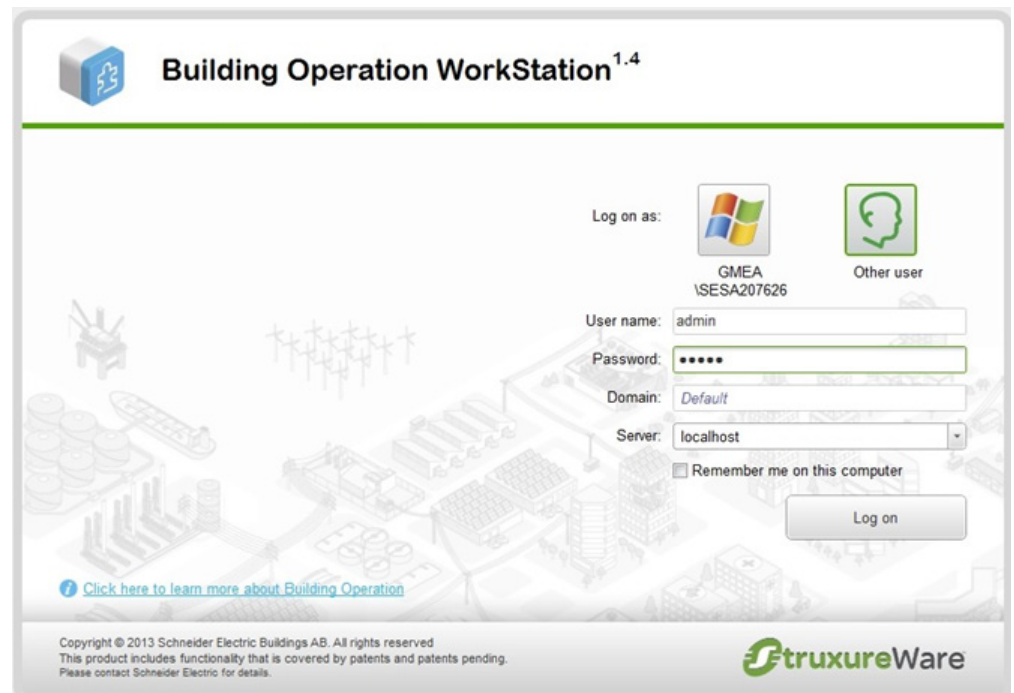 Building Operation WorkStation1.4
Log on as:
GMEA
\SESA207626
Other user
User name: admin
Password: •••••
Domain: Default
Server: localhost
Remember me on this computer
Log on
Click here to learn more about Building Operation
Copyright © 2013 Schneider Electric Buildings AB. All rights reserved
This product includes functionality that is covered by patents and patents pending.
Please contact Schneider Electric for details.
StruxureWare